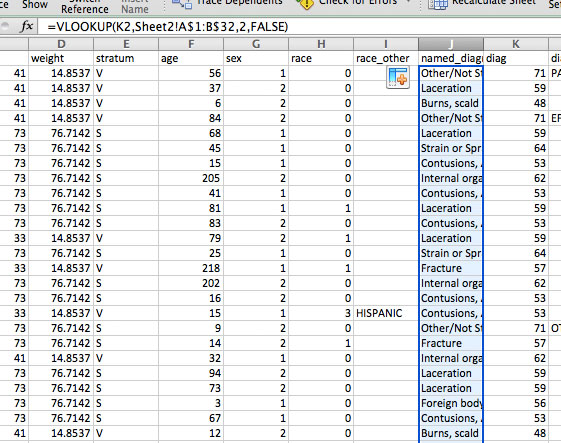 ce Show Switch Reference Insert Name Trace Dependents Check for Errors Recalculate Sheet Se
fx =VLOOKUP(K2,Sheet2!A$1:B$32,2,FALSE)
D E F G H I J K
weight stratum age sex race race_other named_diagn diag dia
41 14.8537 V 56 1 0 Other/Not St 71 PA
41 14.8537 V 37 2 0 Laceration 59
41 14.8537 V 6 2 0 Burns, scald 48
41 14.8537 V 84 2 0 Other/Not St 71 EF
73 76.7142 S 68 1 0 Laceration 59
73 76.7142 S 45 1 0 Strain or Spr 64
73 76.7142 S 15 1 0 Contusions, A 53
73 76.7142 S 205 2 0 Internal orga 62
73 76.7142 S 41 1 0 Contusions, A 53
73 76.7142 S 81 1 1 Laceration 59
73 76.7142 S 83 2 0 Contusions, A 53
33 14.8537 V 79 2 1 Laceration 59
73 76.7142 S 25 1 0 Strain or Spr 64
33 14.8537 V 218 1 1 Fracture 57
73 76.7142 S 202 2 0 Internal orga 62
73 76.7142 S 16 2 0 Contusions, A 53
33 14.8537 V 15 1 3 HISPANIC Contusions, A 53
73 76.7142 S 9 2 0 Other/Not St 71 OT
73 76.7142 S 14 2 1 Fracture 57
41 14.8537 V 32 1 0 Internal orga 62
73 76.7142 S 94 2 0 Laceration 59
73 76.7142 S 73 2 0 Laceration 59
73 76.7142 S 3 1 0 Foreign body 56
73 76.7142 S 67 1 0 Contusions, A 53
41 14.8537 V 12 2 0 Burns, scald 48